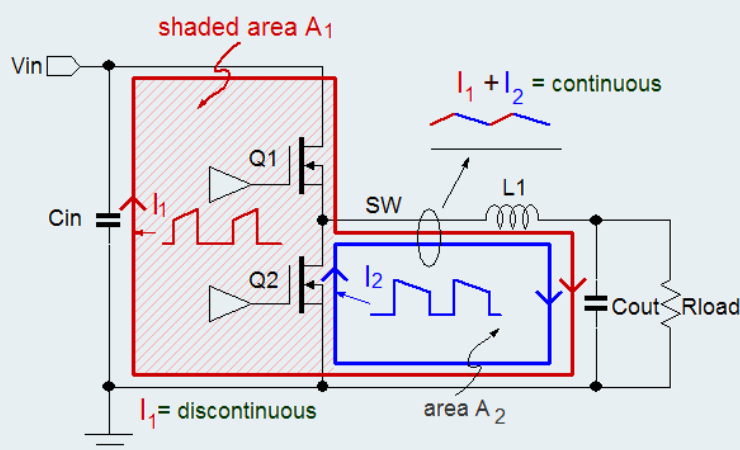 shaded area A1
Vin
I1 + I2 = continuous
Q1
L1
SW
Cin
I1
Q2
I2
Cout
Rload
I1= discontinuous
area A2